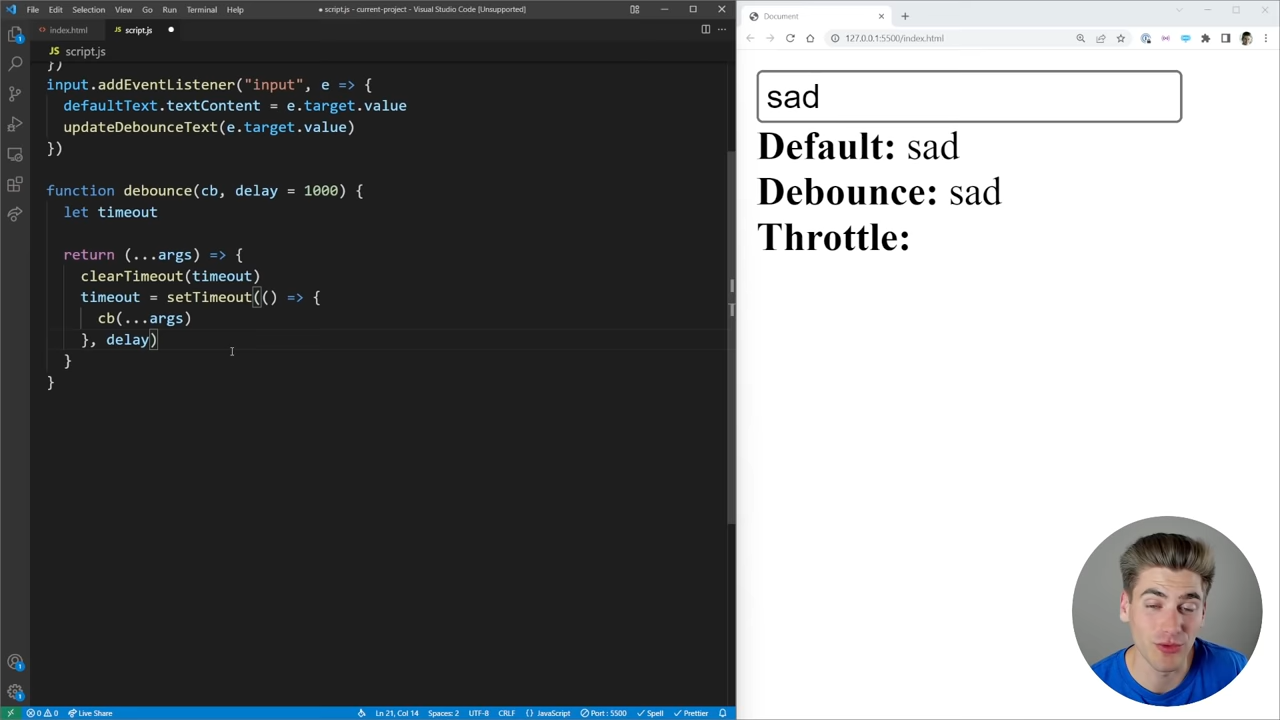 File Edit Selection View Go Run Terminal Help
● script.js - current-project - Visual Studio Code [Unsupported]
index.html
script.js ●
script.js
})
input.addEventListener("input", e => {
  defaultText.textContent = e.target.value
  updateDebounceText(e.target.value)
})
function debounce(cb, delay = 1000) {
  let timeout
  return (...args) => {
    clearTimeout(timeout)
    timeout = setTimeout(() => {
      cb(...args)
    }, delay)
  }
}
0 0 Live Share
Ln 21, Col 14 Spaces: 2 UTF-8 CRLF {} JavaScript Port : 5500 Spell Prettier
Document
127.0.0.1:5500/index.html
sad
Default: sad
Debounce: sad
Throttle: